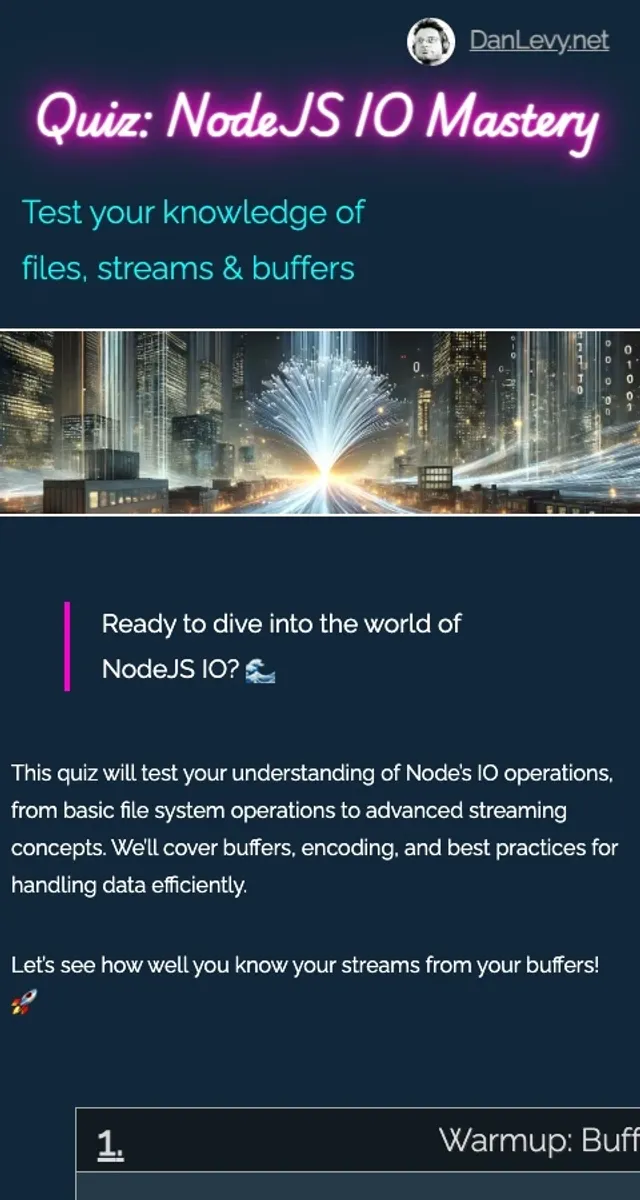 DanLevy.net
Quiz: NodeJS IO Mastery
Test your knowledge of
files, streams & buffers
Ready to dive into the world of
NodeJS IO? 🌊
This quiz will test your understanding of Node's IO operations,
from basic file system operations to advanced streaming
concepts. We'll cover buffers, encoding, and best practices for
handling data efficiently.
Let's see how well you know your streams from your buffers!
🚀
1. Warmup: Buff